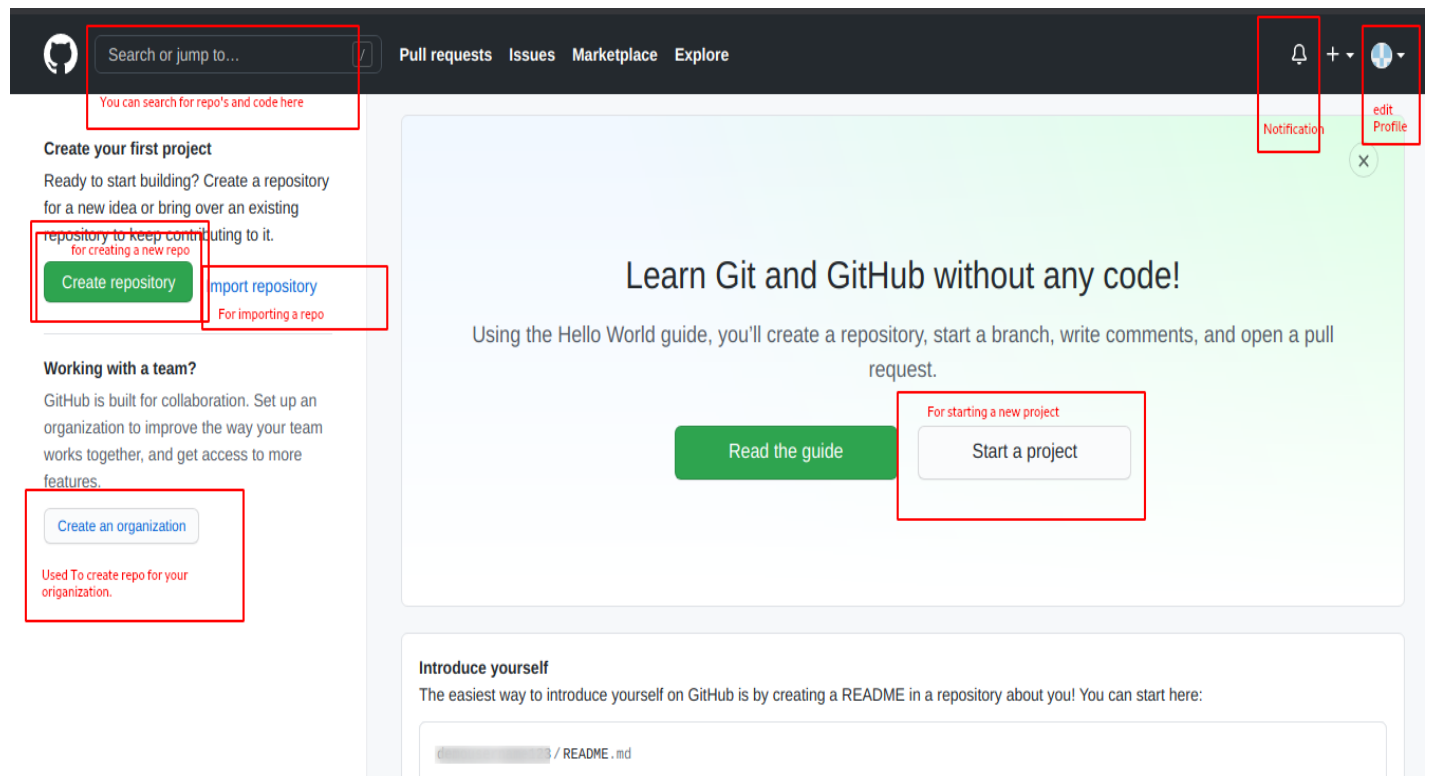 Search or jump to... /
Pull requests Issues Marketplace Explore
You can search for repo's and code here
Notification
edit
Profile
Create your first project
Ready to start building? Create a repository
for a new idea or bring over an existing
repository to keep contributing to it.
for creating a new repo
Create repository
Import repository
For importing a repo
Working with a team?
GitHub is built for collaboration. Set up an
organization to improve the way your team
works together, and get access to more
features.
Create an organization
Used To create repo for your
origanization.
Learn Git and GitHub without any code!
Using the Hello World guide, you’ll create a repository, start a branch, write comments, and open a pull
request.
For starting a new project
Read the guide
Start a project
Introduce yourself
The easiest way to introduce yourself on GitHub is by creating a README in a repository about you! You can start here:
/README.md